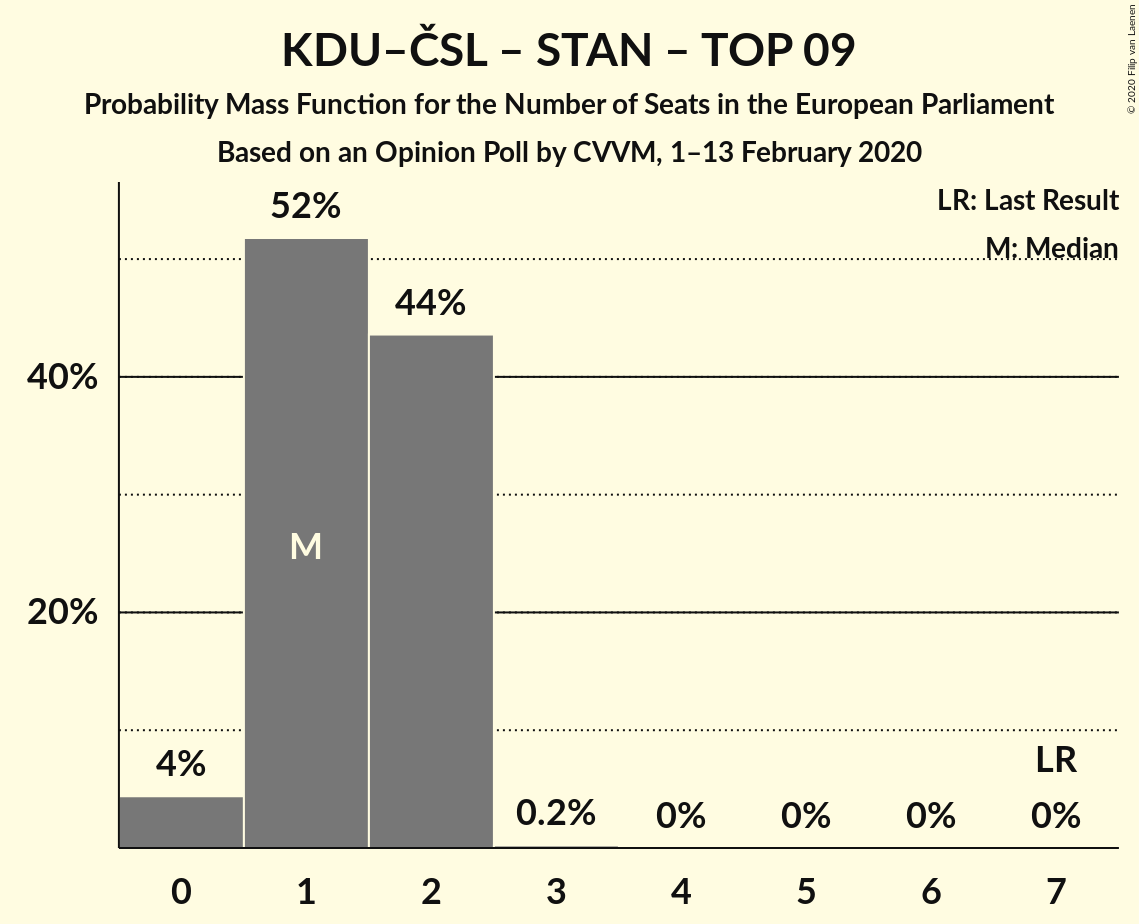 KDU–ČSL – STAN – TOP 09
Probability Mass Function for the Number of Seats in the European Parliament
Based on an Opinion Poll by CVVM, 1–13 February 2020
© 2020 Filip van Laenen
LR: Last Result
M: Median
52%
44%
40%
M
20%
4%
0.2%
0%
0%
0%
LR
0%
0 1 2 3 4 5 6 7